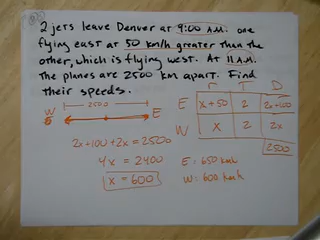 2 jets leave Denver at 9:00 A.M. one
flying east at 50 km/h greater than the
other, which is flying west. At 11 A.M.
the planes are 2500 km apart. Find
their speeds.
r T D
E x+50 2 2x+100
W x 2 2x
2500
W 2500 E
2x+100+2x=2500
4x = 2400
x = 600
E: 650 km/h
W: 600 km/h